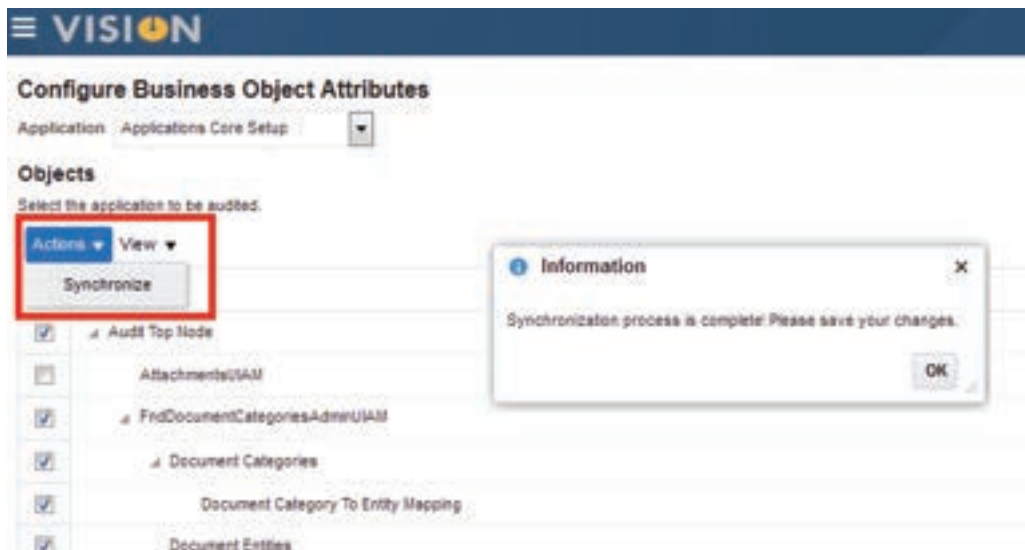 VISION
Configure Business Object Attributes
Application Applications Core Setup
Objects
Select the application to be audited.
Actions View
Synchronize
Information
Synchronization process is complete! Please save your changes.
OK
Audit Top Node
AttachmentsUIAM
FndDocumentCategoriesAdminUIAM
Document Categories
Document Category To Entity Mapping
Document Entities